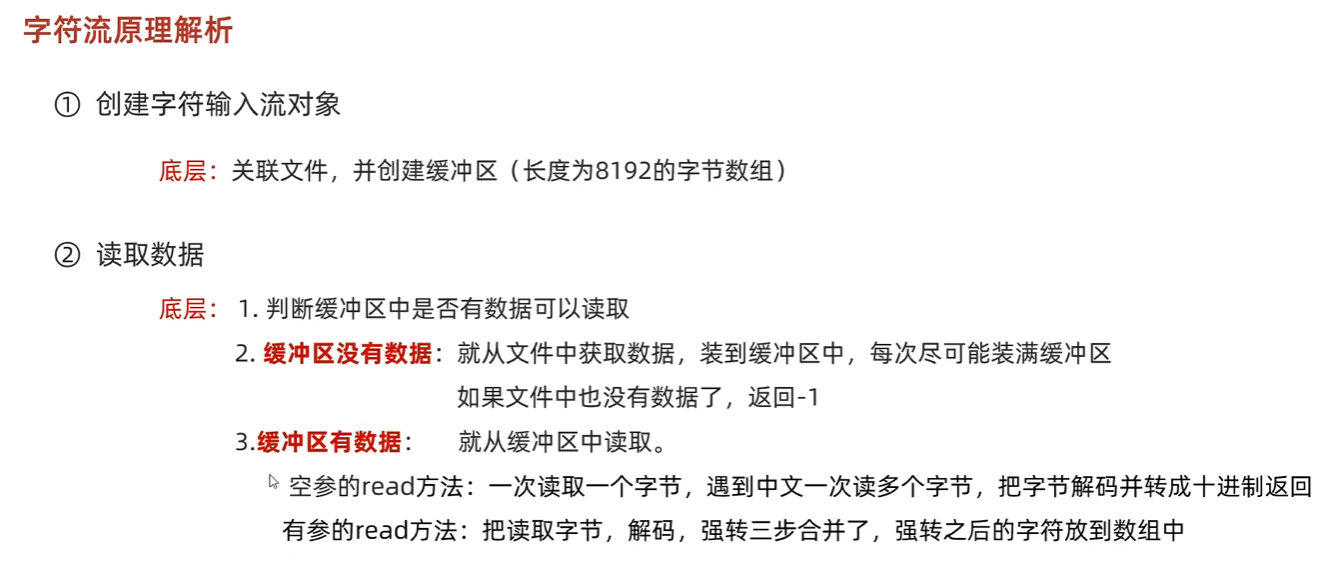 字符流原理解析
① 创建字符输入流对象
底层：关联文件，并创建缓冲区（长度为8192的字节数组）
② 读取数据
底层： 1. 判断缓冲区中是否有数据可以读取
2. 缓冲区没有数据：就从文件中获取数据，装到缓冲区中，每次尽可能装满缓冲区
如果文件中也没有数据了，返回-1
3.缓冲区有数据： 就从缓冲区中读取。
空参的read方法：一次读取一个字节，遇到中文一次读多个字节，把字节解码并转成十进制返回
有参的read方法：把读取字节，解码，强转三步合并了，强转之后的字符放到数组中